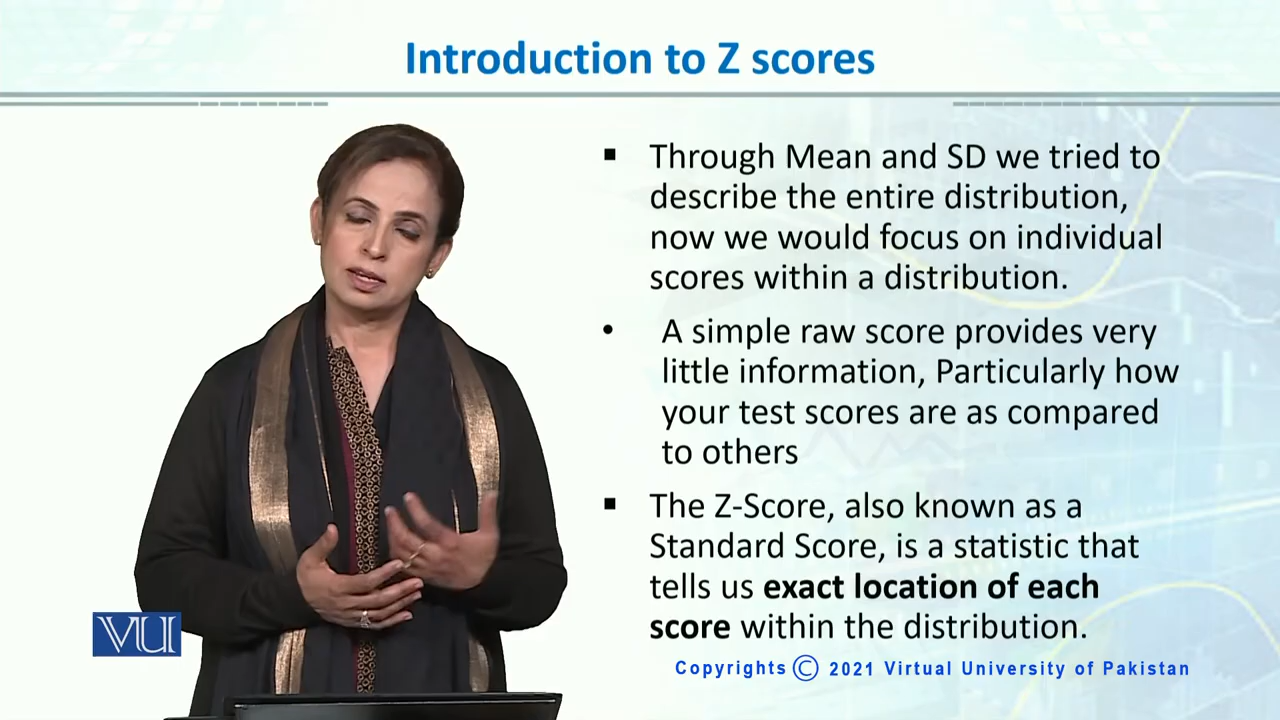 Introduction to Z scores
▪ Through Mean and SD we tried to
describe the entire distribution,
now we would focus on individual
scores within a distribution.
• A simple raw score provides very
little information, Particularly how
your test scores are as compared
to others
▪ The Z-Score, also known as a
Standard Score, is a statistic that
tells us exact location of each
score within the distribution.
VU
Copyrights © 2021 Virtual University of Pakistan